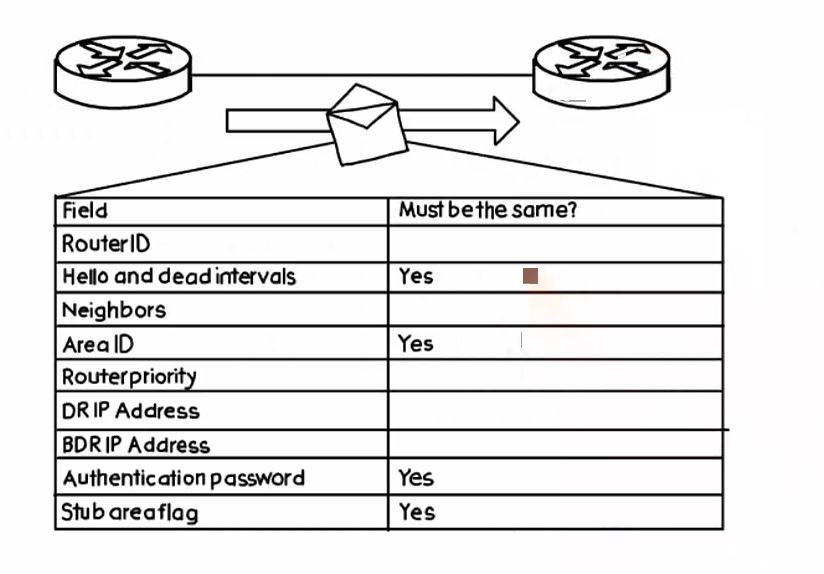 Field Must be the same?
Router ID
Hello and dead intervals Yes
Neighbors
Area ID Yes
Router priority
DR IP Address
BDR IP Address
Authentication password Yes
Stub area flag Yes